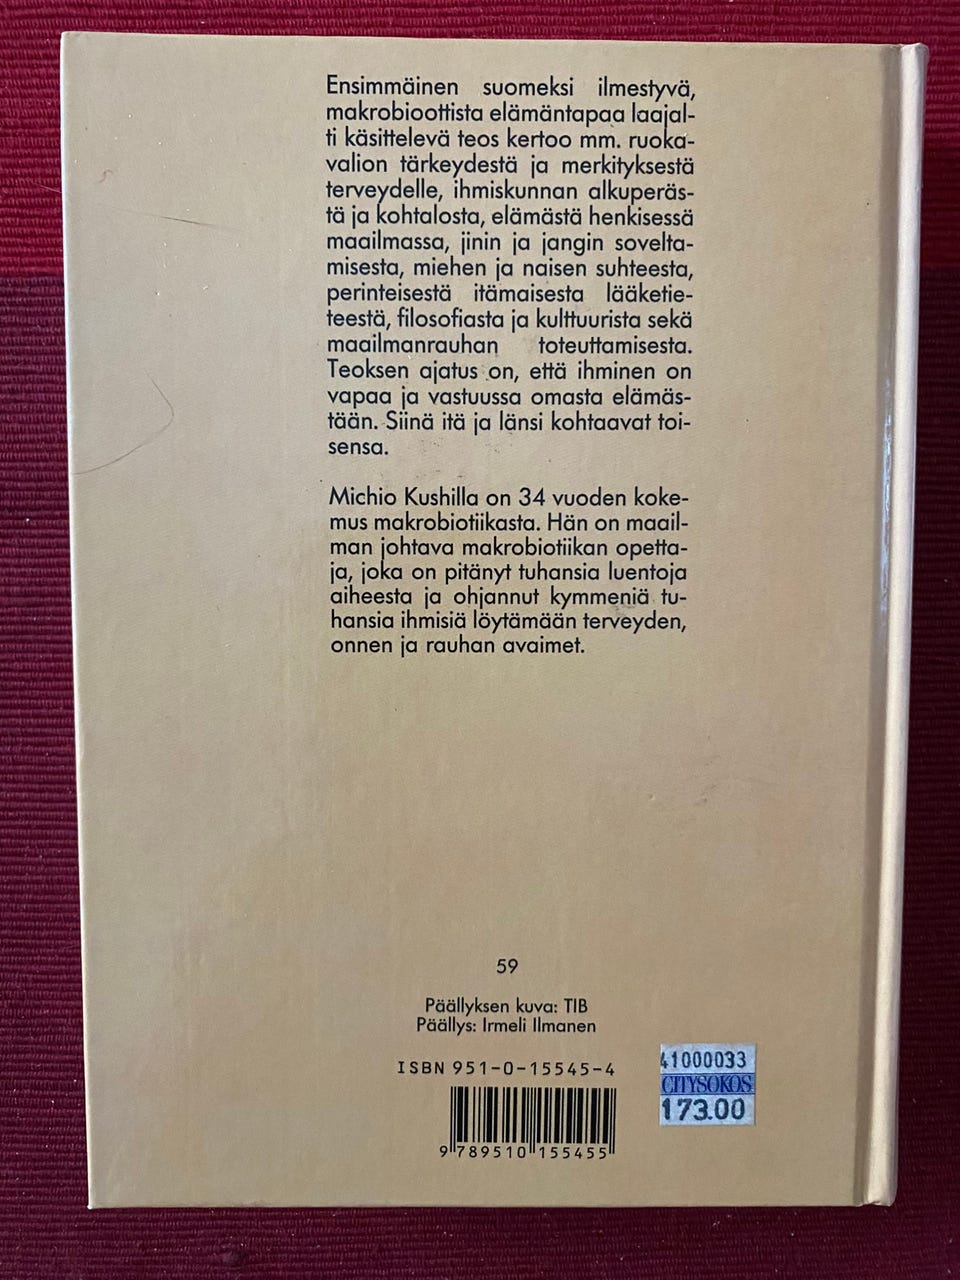 Ensimmäinen suomeksi ilmestyvä,
makrobioottista elämäntapaa laajal-
ti käsittelevä teos kertoo mm. ruoka-
valion tärkeydestä ja merkityksestä
terveydelle, ihmiskunnan alkuperäs-
tä ja kohtalosta, elämästä henkisessä
maailmassa, jinin ja jangin sovelta-
misesta, miehen ja naisen suhteesta,
perinteisestä itämaisesta lääketie-
teestä, filosofiasta ja kulttuurista sekä
maailmanrauhan toteuttamisesta.
Teoksen ajatus on, että ihminen on
vapaa ja vastuussa omasta elämäs-
tään. Siinä itä ja länsi kohtaavat toi-
sensa.
Michio Kushilla on 34 vuoden koke-
mus makrobiotiikasta. Hän on maail-
man johtava makrobiotiikan opetta-
ja, joka on pitänyt tuhansia luentoja
aiheesta ja ohjannut kymmeniä tu-
hansia ihmisiä löytämään terveyden,
onnen ja rauhan avaimet.
59
Päällyksen kuva: TIB
Päällys: Irmeli Ilmanen
ISBN 951-0-15545-4
9 789510 155455
41000033
CITYSOKOS
173.00